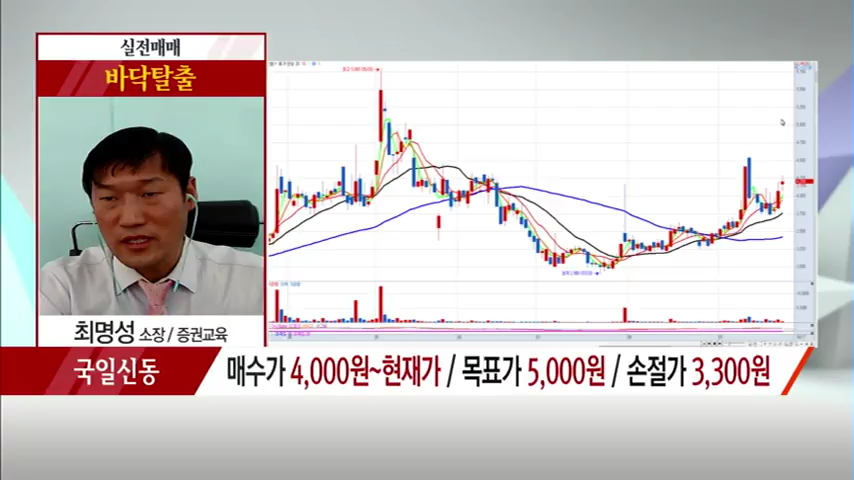 실전매매
바닥탈출
최명성 소장 / 증권교육
국일신동
매수가 4,000원~현재가 / 목표가 5,000원 / 손절가 3,300원